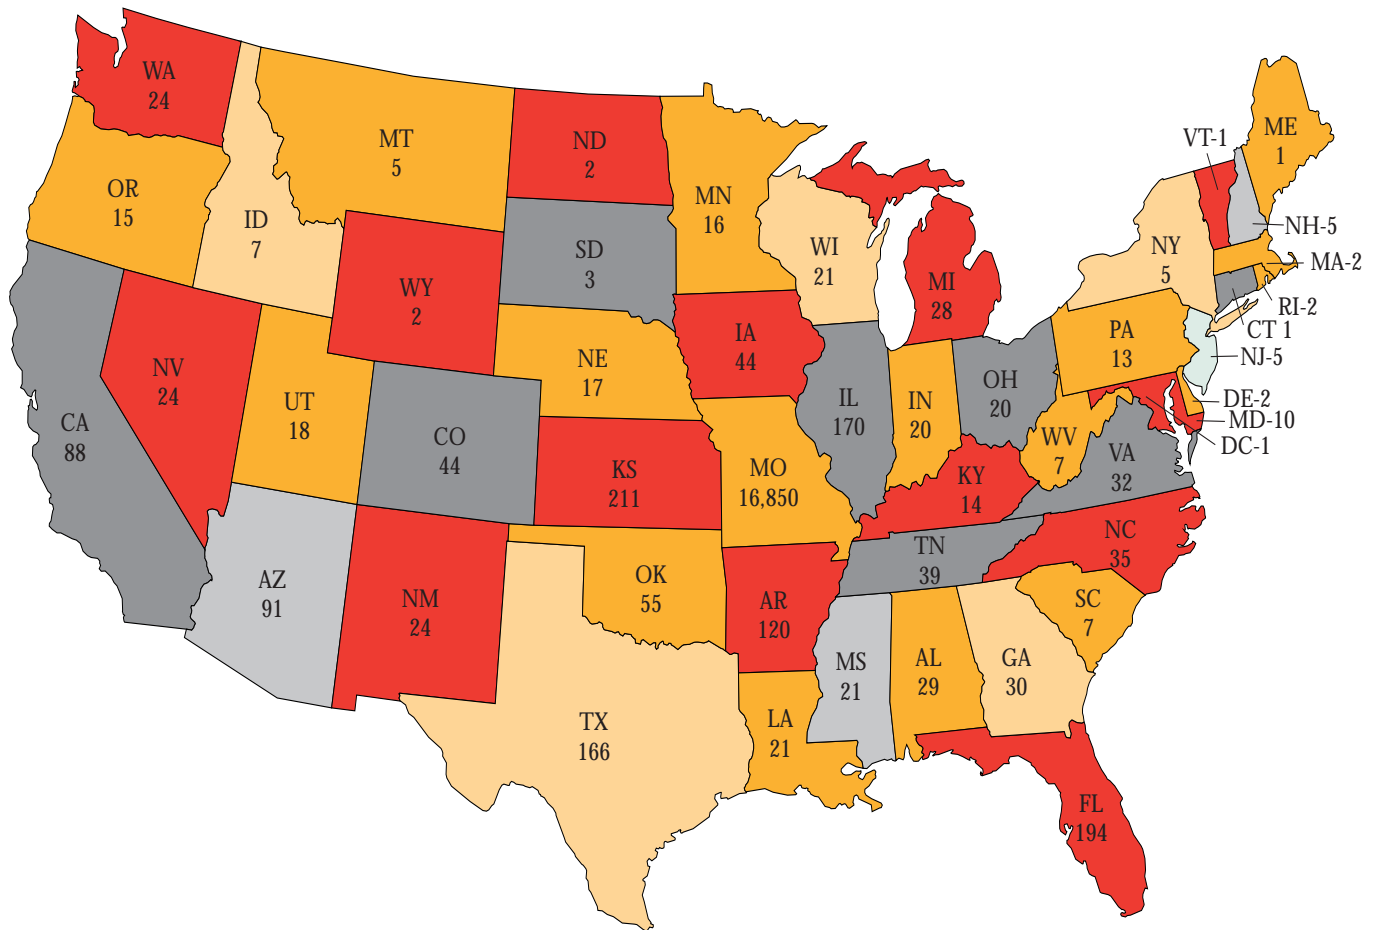 WA
24
MT
5
ND
2
MN
16
OR
15
ID
7
WY
2
SD
3
WI
21
MI
28
VT-1
ME
1
NH-5
NY
5
MA-2
RI-2
CT 1
NJ-5
PA
13
DE-2
MD-10
DC-1
NV
24
UT
18
CA
88
CO
44
NE
17
IA
44
IL
170
IN
20
OH
20
WV
7
VA
32
KS
211
MO
16,850
KY
14
NC
35
TN
39
AZ
91
NM
24
OK
55
AR
120
SC
7
MS
21
AL
29
GA
30
TX
166
LA
21
FL
194